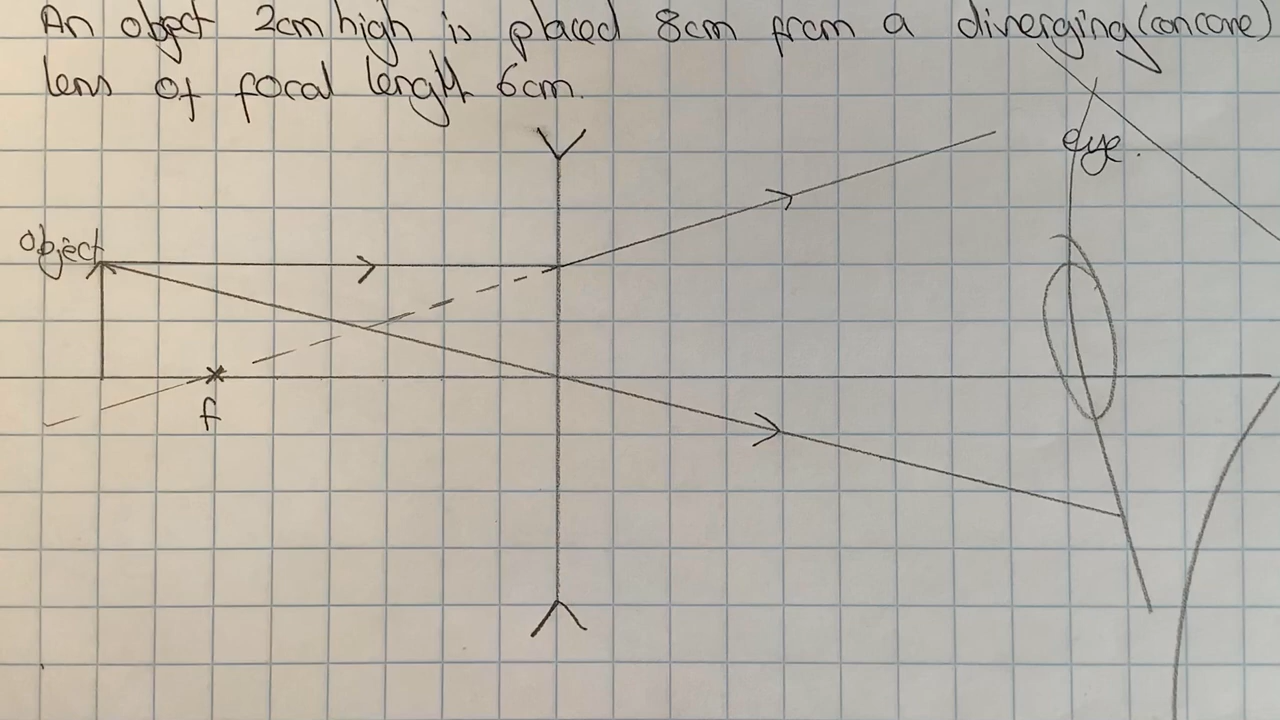 An object 2cm high is placed 8cm from a diverging (concave)
lens of focal length 6cm.
eye.
object
f